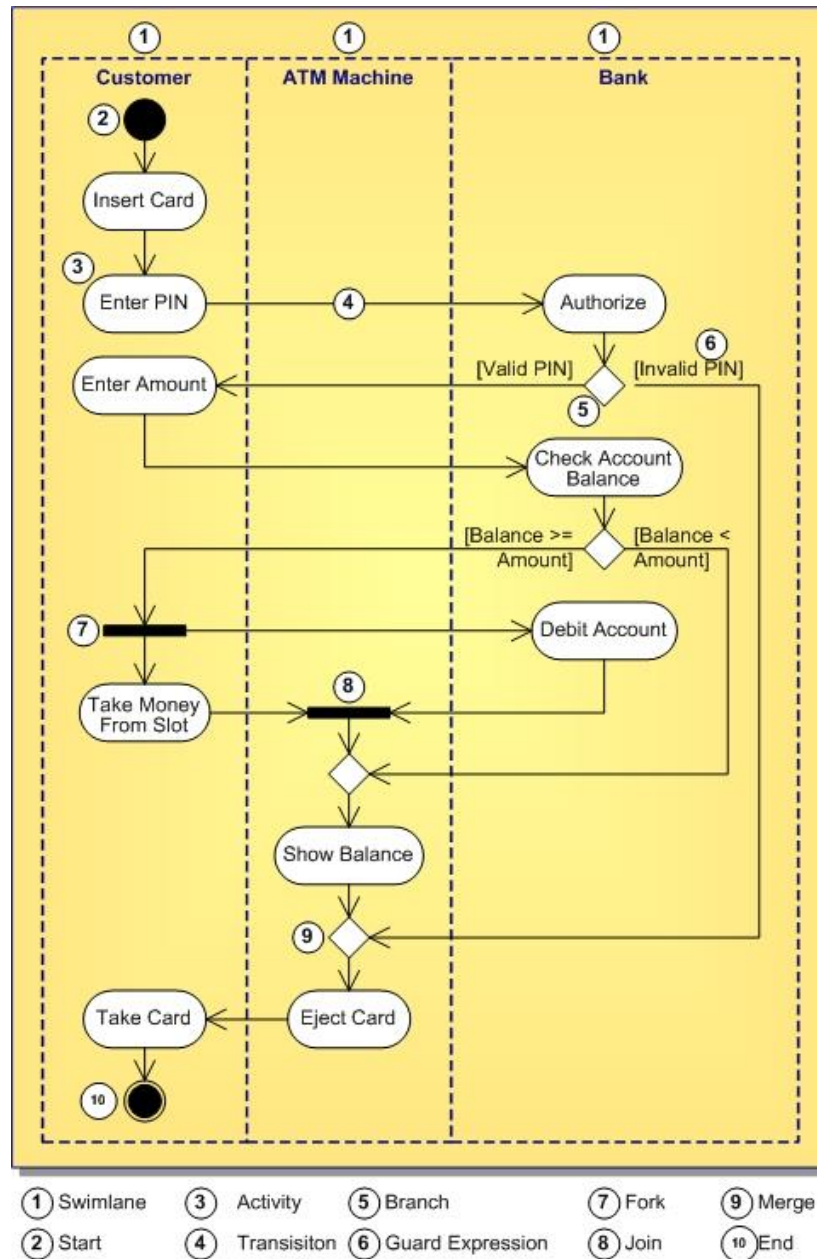 1 1 1
Customer ATM Machine Bank
2
Insert Card
3
Enter PIN 4 Authorize
6
Enter Amount [Valid PIN] [Invalid PIN]
5
Check Account
Balance
[Balance >= [Balance <
Amount] Amount]
7 Debit Account
8
Take Money
From Slot
Show Balance
9
Take Card Eject Card
10
1 Swimlane 3 Activity 5 Branch 7 Fork 9 Merge
2 Start 4 Transisiton 6 Guard Expression 8 Join 10 End